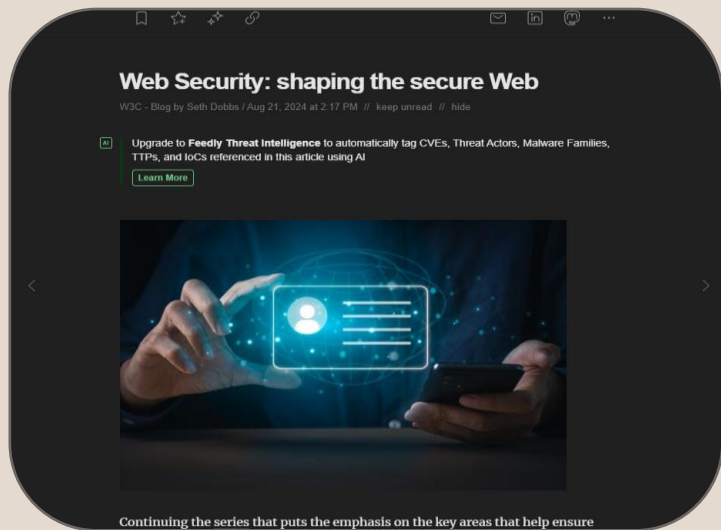 Web Security: shaping the secure Web
W3C - Blog by Seth Dobbs / Aug 21, 2024 at 2:17 PM // keep unread // hide
AI
Upgrade to Feedly Threat Intelligence to automatically tag CVEs, Threat Actors, Malware Families,
TTPs, and IoCs referenced in this article using AI
Learn More
Continuing the series that puts the emphasis on the key areas that help ensure